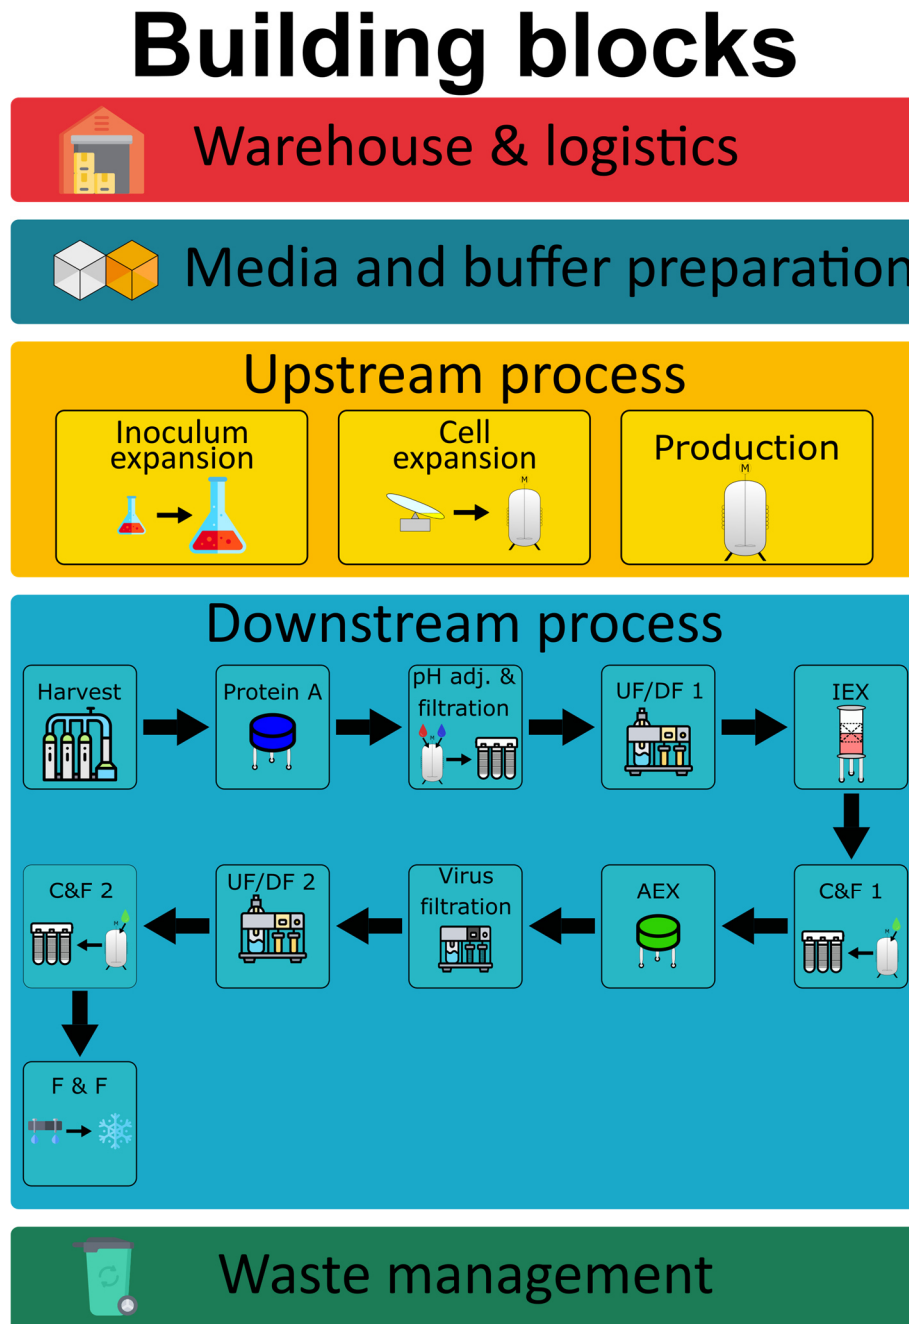 Building blocks
Warehouse & logistics
Media and buffer preparation
Upstream process
Inoculum
expansion
Cell
expansion
M
Production
M
Downstream process
Harvest
Protein A
pH adj. &
filtration
M
UF/DF 1
IEX
C&F 2
M
UF/DF 2
Virus
filtration
AEX
C&F 1
M
F & F
Waste management